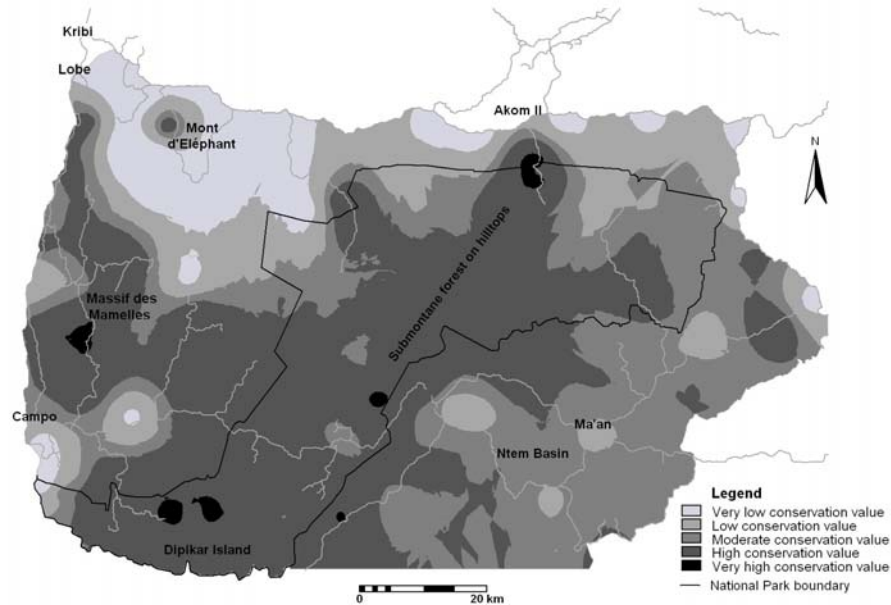 Kribi
Lobe
Akom II
Mont
d'Eléphant
N
Submontane forest on hilltops
Massif des
Mamelles
Campo
Ma'an
Ntem Basin
Dipikar Island
Legend
Very low conservation value
Low conservation value
Moderate conservation value
High conservation value
Very high conservation value
National Park boundary
0 20 km